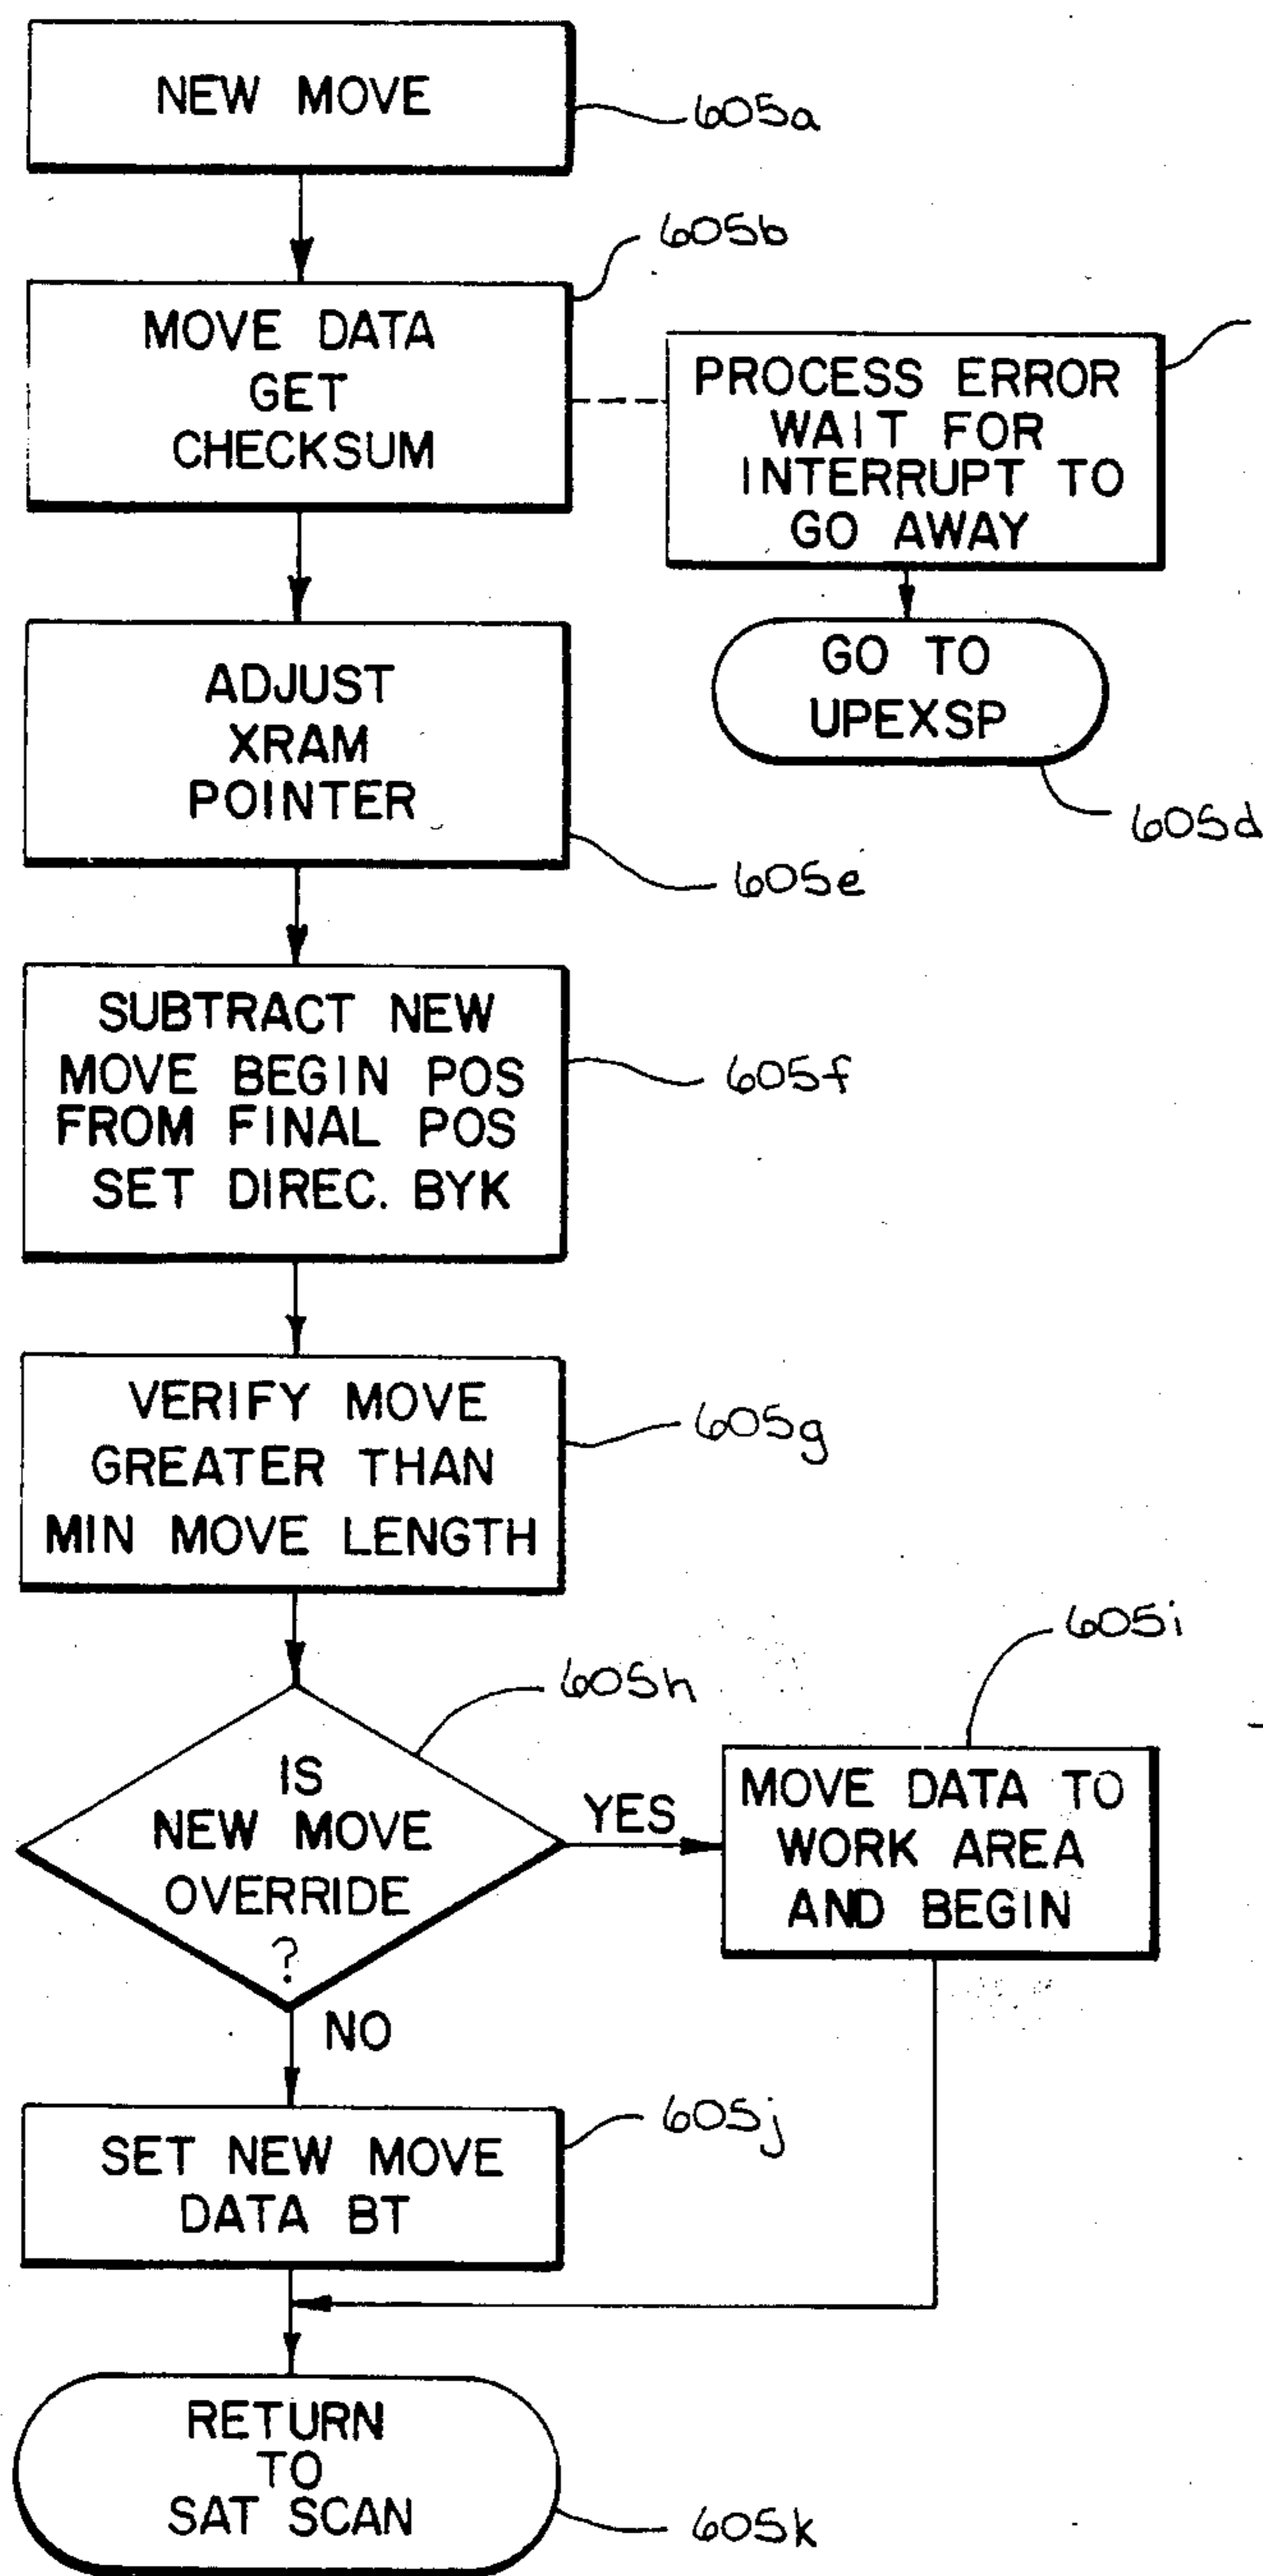 NEW MOVE
605a
605b
MOVE DATA
GET
CHECKSUM
PROCESS ERROR
WAIT FOR
INTERRUPT TO
GO AWAY
GO TO
UPEXSP
605d
ADJUST
XRAM
POINTER
605e
SUBTRACT NEW
MOVE BEGIN POS
FROM FINAL POS
SET DIREC. BYK
605f
VERIFY MOVE
GREATER THAN
MIN MOVE LENGTH
605g
605h
IS
NEW MOVE
OVERRIDE
?
YES
NO
605i
MOVE DATA TO
WORK AREA
AND BEGIN
605j
SET NEW MOVE
DATA BT
RETURN
TO
SAT SCAN
605k